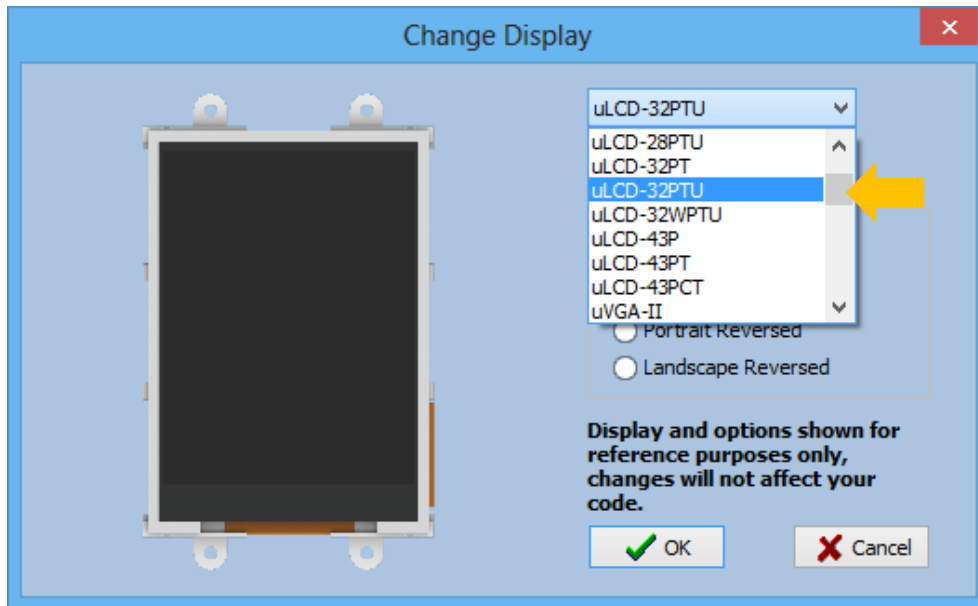 Change Display
uLCD-32PTU
uLCD-28PTU
uLCD-32PT
uLCD-32PTU
uLCD-32WPTU
uLCD-43P
uLCD-43PT
uLCD-43PCT
uVGA-II
Portrait Reversed
Landscape Reversed
Display and options shown for
reference purposes only,
changes will not affect your
code.
OK
Cancel